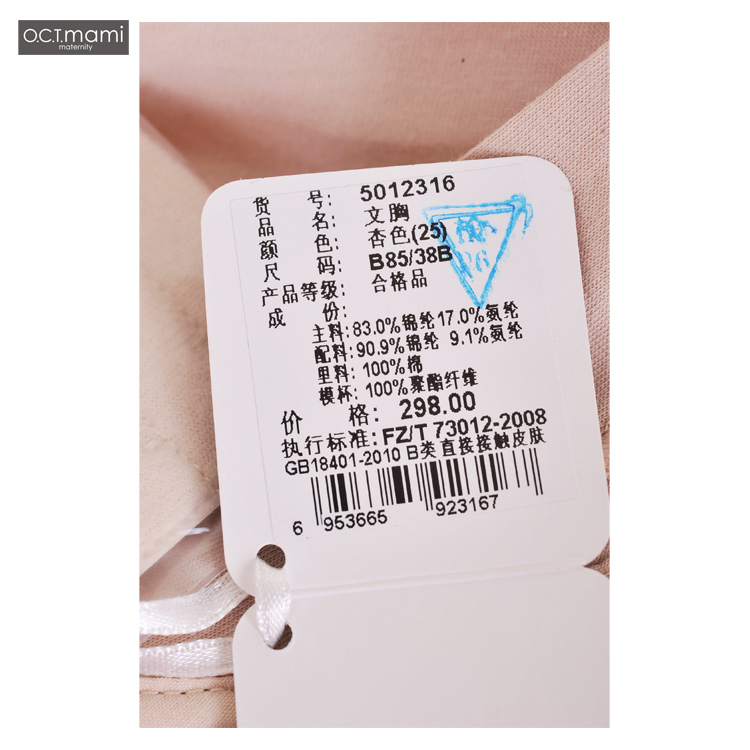 O.C.T.mami
maternity
货 号: 5012316
品 名: 文胸
颜 色: 杏色(25)
尺 码: B85/38B
产品等级: 合格品
成 份:
主料: 83.0%锦纶17.0%氨纶
配料: 90.9%锦纶 9.1%氨纶
里料: 100%棉
模杯: 100%聚酯纤维
价 格: 298.00
执行标准: FZ/T 73012-2008
GB18401-2010 B类 直接接触皮肤
6 953665 923167